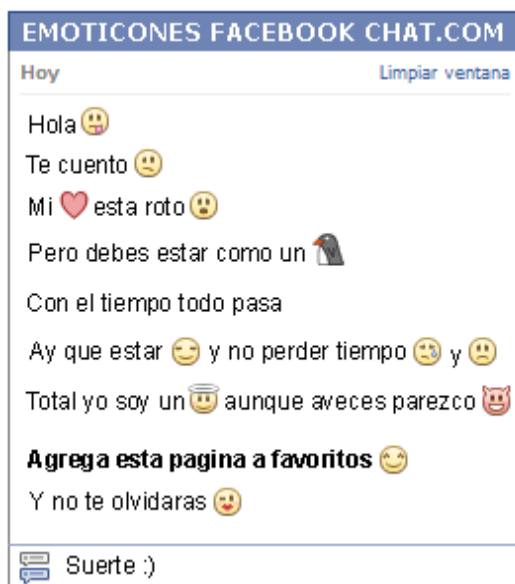 EMOTICONES FACEBOOK CHAT.COM
Hoy Limpiar ventana
Hola
Te cuento
Mi esta roto
Pero debes estar como un
Con el tiempo todo pasa
Ay que estar y no perder tiempo y
Total yo soy un aunque aveces parezco
Agrega esta pagina a favoritos
Y no te olvidaras
Suerte :)